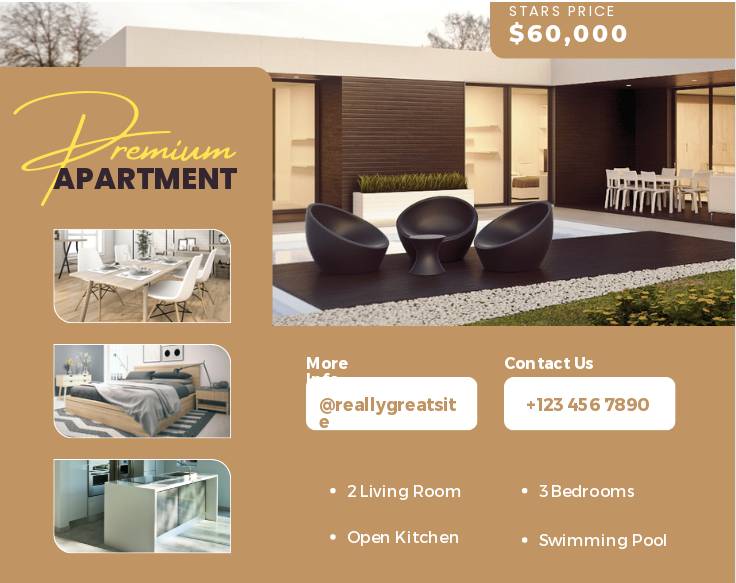 STARS PRICE
$60,000
Premium
APARTMENT
More
Info
@reallygreatsit
e
Contact Us
+123 456 7890
• 2 Living Room
• Open Kitchen
• 3 Bedrooms
• Swimming Pool